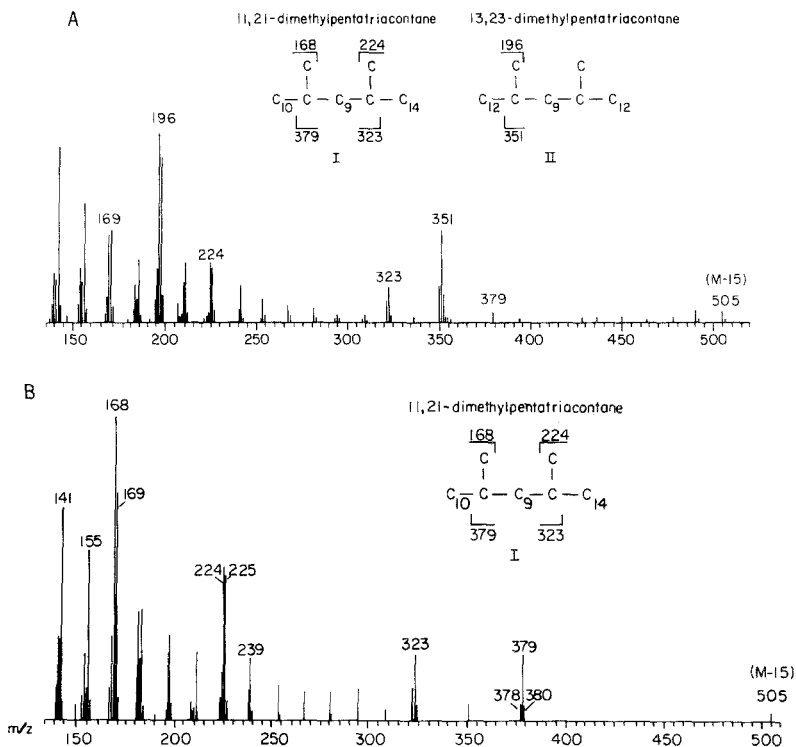 A
11,21-dimethylpentatriacontane
13,23-dimethylpentatriacontane
168 224 196
C C C C
C10 — C — C9 — C — C14
C12 — C — C9 — C — C12
379 323 351
I II
196
169
224
323
351
379
(M-15)
505
150 200 250 300 350 400 450 500
B
11,21-dimethylpentatriacontane
168 224
C C
C10 — C — C9 — C — C14
379 323
I
168
169
141
155
224 225
239
323
379
378 380
(M-15)
505
m/z 150 200 250 300 350 400 450 500